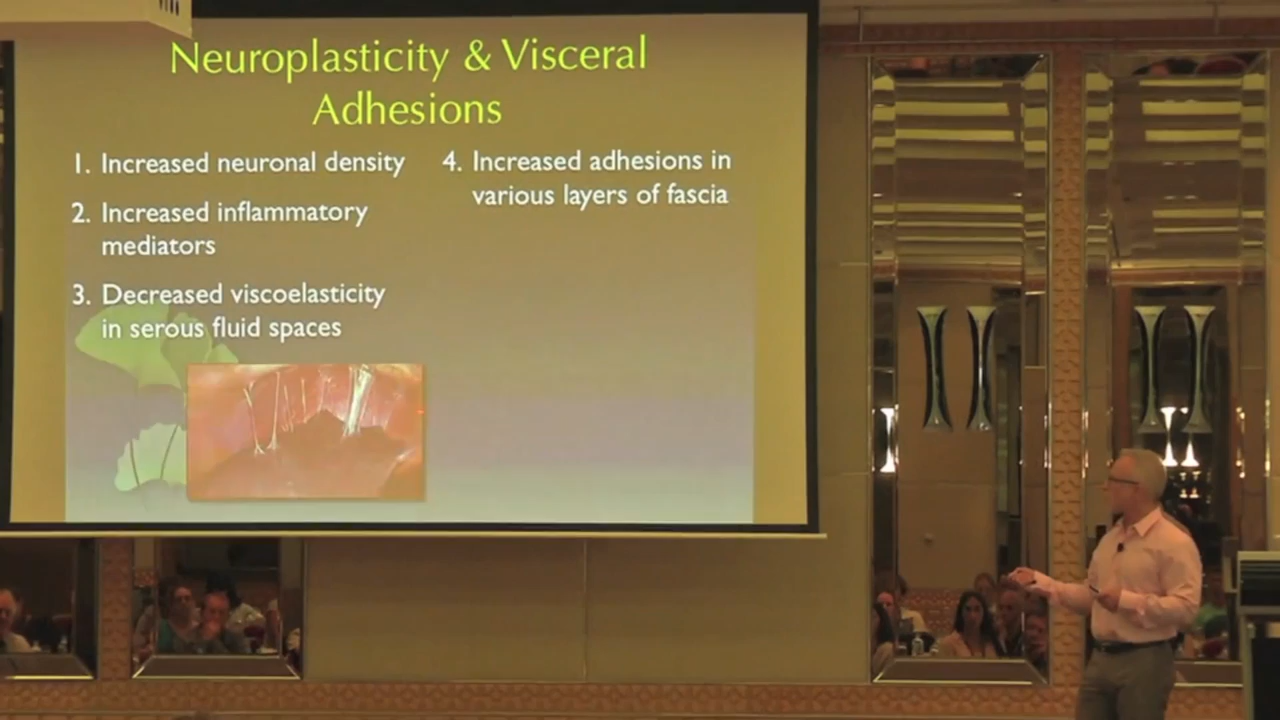 Neuroplasticity & Visceral
Adhesions
1. Increased neuronal density
2. Increased inflammatory
mediators
3. Decreased viscoelasticity
in serous fluid spaces
4. Increased adhesions in
various layers of fascia